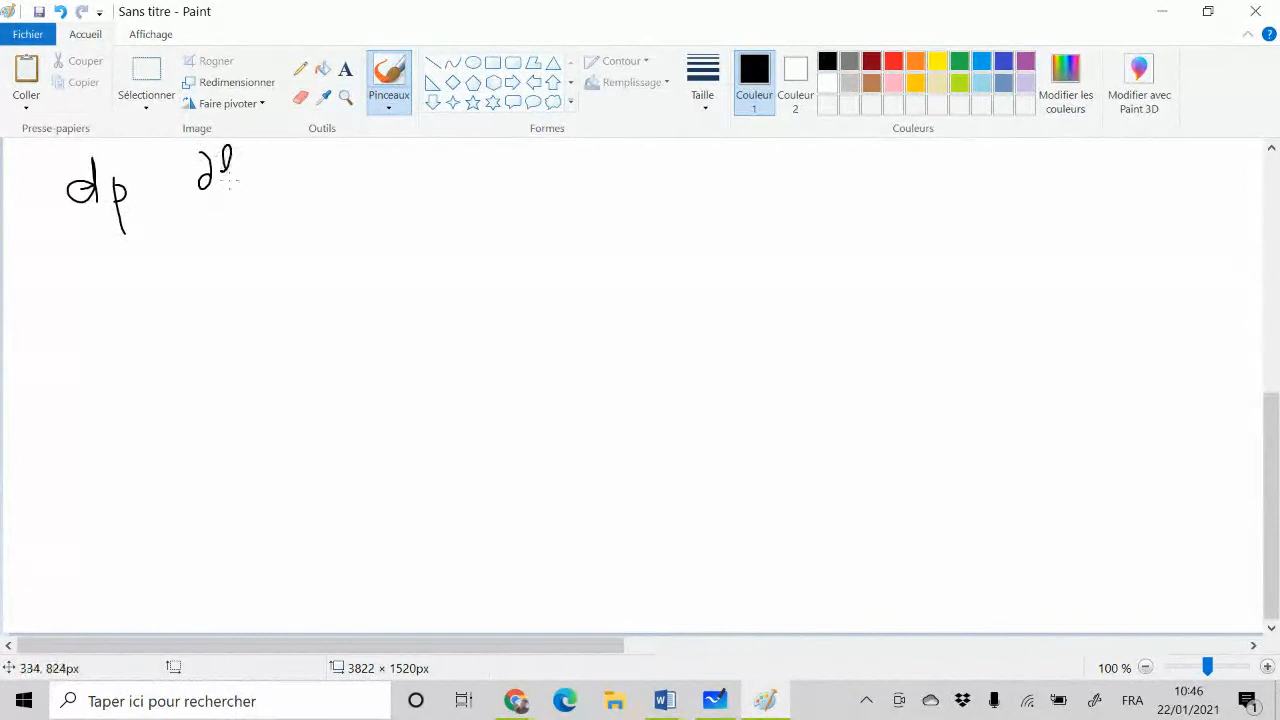 Sans titre - Paint
Fichier Accueil Affichage
Coller Couper Copier Presse-papiers
Sélectionner Rogner Redimensionner Faire pivoter Image
A Outils
Pinceaux
Contour Remplissage Formes
Taille
Couleur 1 Couleur 2 Modifier les couleurs Couleurs
Modifier avec Paint 3D
dp ∂
334, 824px 3822 × 1520px 100 %
Taper ici pour rechercher FRA 10:46 22/01/2021 1